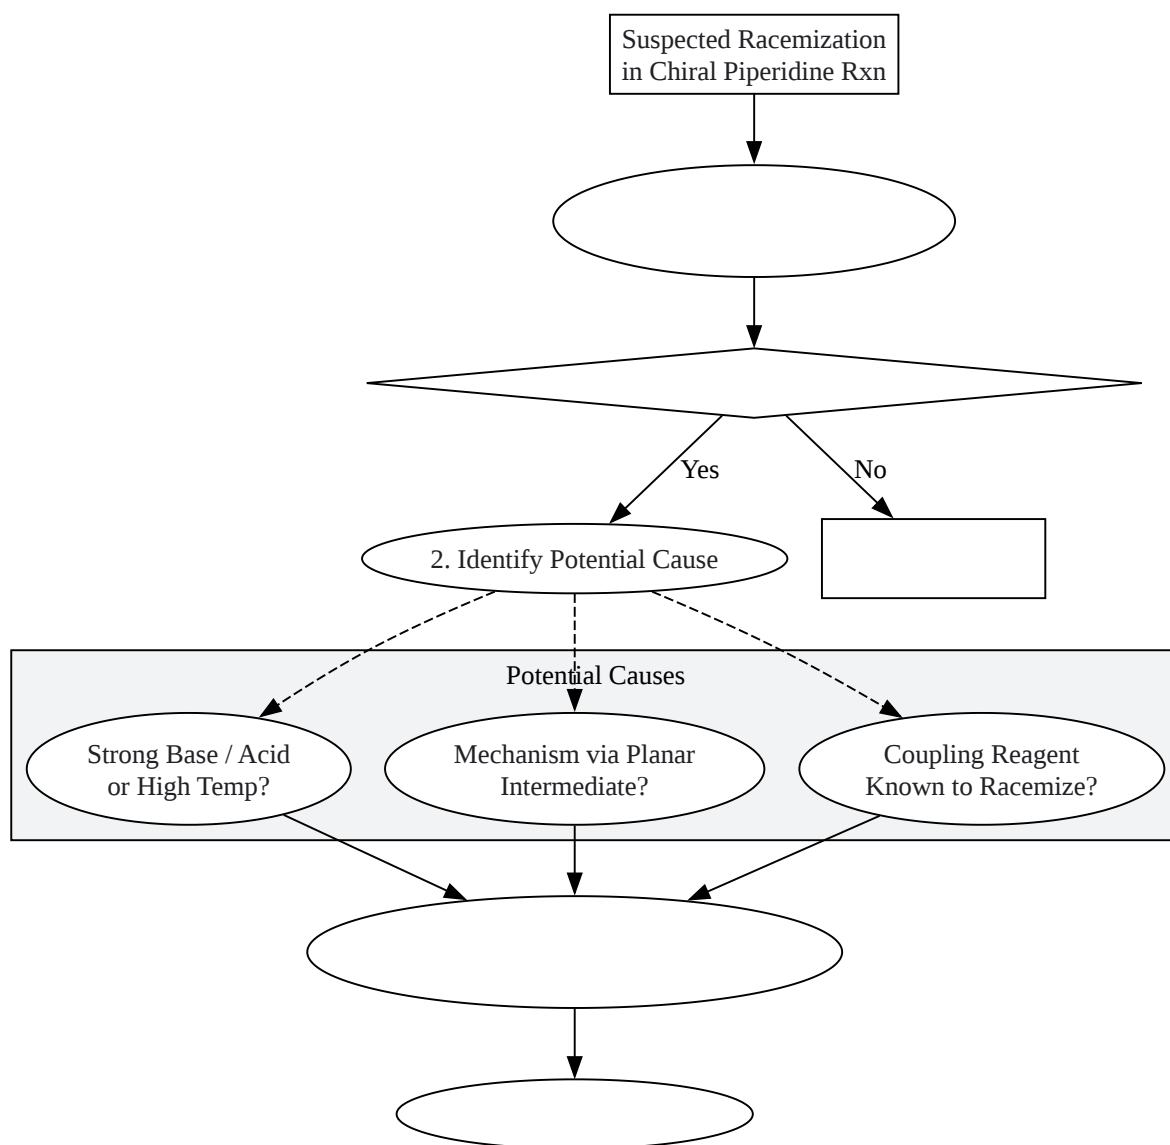 Suspected Racemization
in Chiral Piperidine Rxn
Yes
No
2. Identify Potential Cause
Potential Causes
Strong Base / Acid
or High Temp?
Mechanism via Planar
Intermediate?
Coupling Reagent
Known to Racemize?